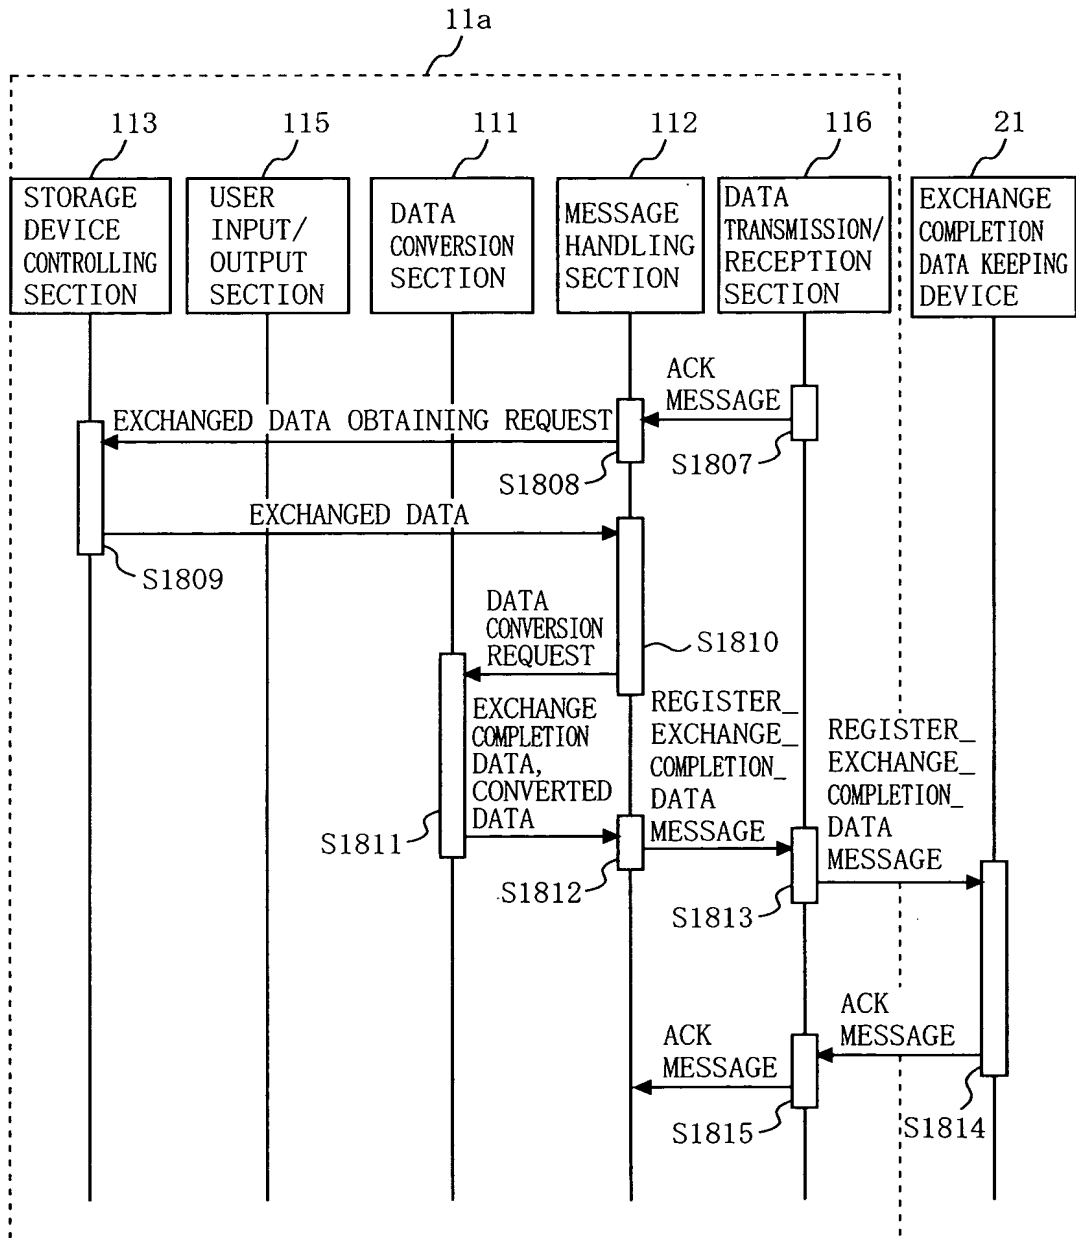 11a
113
115
111
112
116
21
STORAGE
DEVICE
CONTROLLING
SECTION
USER
INPUT/
OUTPUT
SECTION
DATA
CONVERSION
SECTION
MESSAGE
HANDLING
SECTION
DATA
TRANSMISSION/
RECEPTION
SECTION
EXCHANGE
COMPLETION
DATA KEEPING
DEVICE
ACK
MESSAGE
S1807
EXCHANGED DATA OBTAINING REQUEST
S1808
EXCHANGED DATA
S1809
DATA
CONVERSION
REQUEST
S1810
EXCHANGE
COMPLETION
DATA,
CONVERTED
DATA
S1811
REGISTER_
EXCHANGE_
COMPLETION_
DATA
MESSAGE
S1812
REGISTER_
EXCHANGE_
COMPLETION_
DATA
MESSAGE
S1813
ACK
MESSAGE
S1814
ACK
MESSAGE
S1815